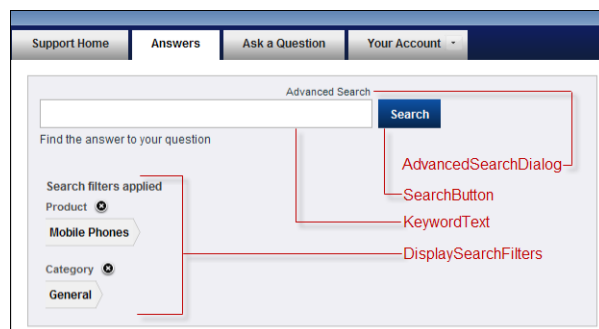 Support Home
Answers
Ask a Question
Your Account
Advanced Search
Search
Find the answer to your question
AdvancedSearchDialog
Search filters applied
SearchButton
Product
KeywordText
Mobile Phones
DisplaySearchFilters
Category
General